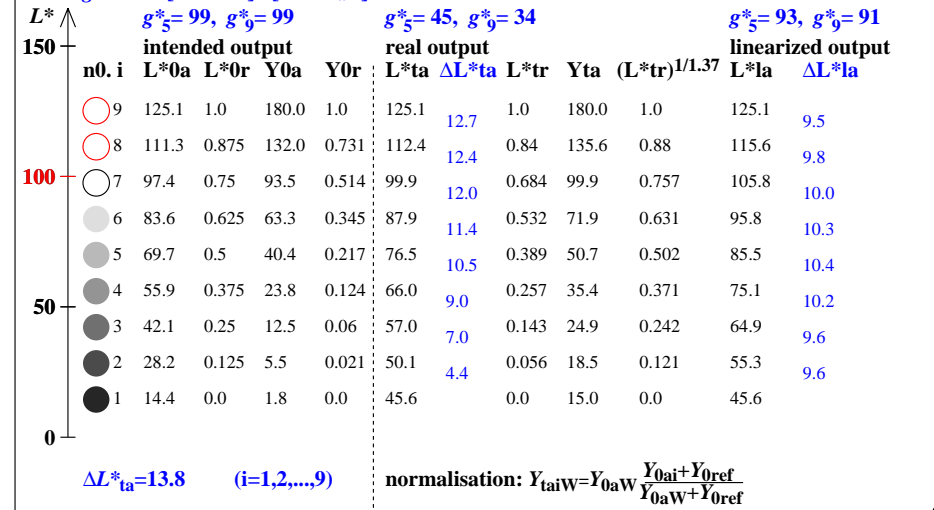 L* g*5= 99, g*9= 99 g*5= 45, g*9= 34 g*5= 93, g*9= 91
150 intended output real output linearized output
n0. i L*0a L*0r Y0a Y0r L*ta ΔL*ta L*tr Yta (L*tr)1/1.37 L*la ΔL*la
9 125.1 1.0 180.0 1.0 125.1 1.0 180.0 1.0 125.1
12.7 9.5
8 111.3 0.875 132.0 0.731 112.4 0.84 135.6 0.88 115.6
12.4 9.8
100 7 97.4 0.75 93.5 0.514 99.9 0.684 99.9 0.757 105.8
12.0 10.0
6 83.6 0.625 63.3 0.345 87.9 0.532 71.9 0.631 95.8
11.4 10.3
5 69.7 0.5 40.4 0.217 76.5 0.389 50.7 0.502 85.5
10.5 10.4
4 55.9 0.375 23.8 0.124 66.0 0.257 35.4 0.371 75.1
50 9.0 10.2
3 42.1 0.25 12.5 0.06 57.0 0.143 24.9 0.242 64.9
7.0 9.6
2 28.2 0.125 5.5 0.021 50.1 0.056 18.5 0.121 55.3
4.4 9.6
1 14.4 0.0 1.8 0.0 45.6 0.0 15.0 0.0 45.6
0
ΔL*ta=13.8 (i=1,2,...,9) normalisation: YtaiW=Y0aW Y0ai+Y0ref
Y0aW+Y0ref